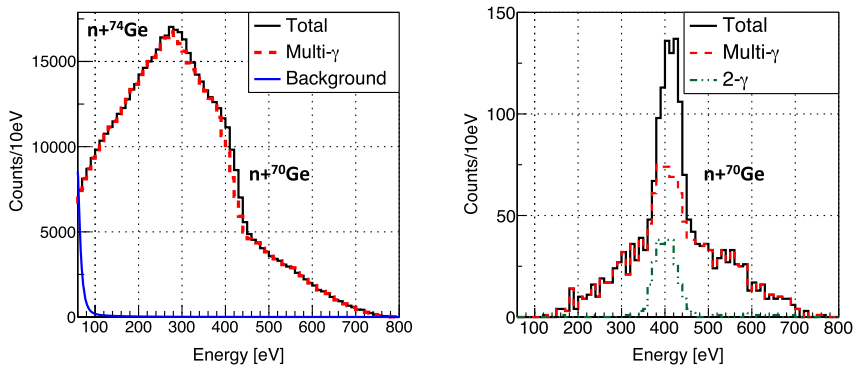 n+⁷⁴Ge
Total
Multi-γ
Background
15000
10000
5000
0
n+⁷⁰Ge
Counts/10eV
100 200 300 400 500 600 700 800
Energy [eV]
150
100
50
0
Total
Multi-γ
2-γ
n+⁷⁰Ge
Counts/10eV
100 200 300 400 500 600 700 800
Energy [eV]